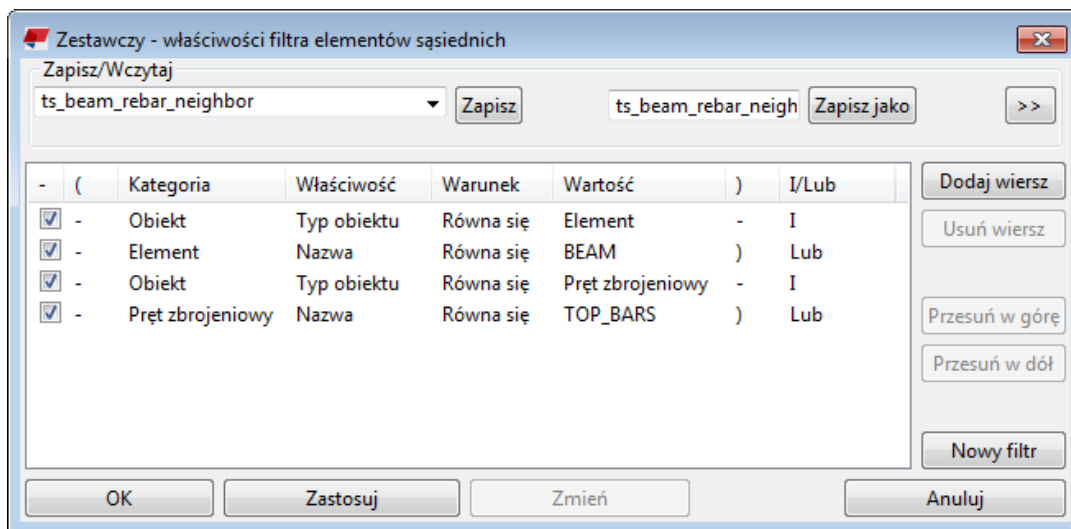 Zestawczy - właściwości filtra elementów sąsiednich
Zapisz/Wczytaj
ts_beam_rebar_neighbor Zapisz ts_beam_rebar_neigh Zapisz jako >>
- ( Kategoria Właściwość Warunek Wartość ) I/Lub
- Obiekt Typ obiektu Równa się Element - I
- Element Nazwa Równa się BEAM ) Lub
- Obiekt Typ obiektu Równa się Pręt zbrojeniowy - I
- Pręt zbrojeniowy Nazwa Równa się TOP_BARS ) Lub
Dodaj wiersz
Usuń wiersz
Przesuń w górę
Przesuń w dół
Nowy filtr
OK Zastosuj Zmień Anuluj